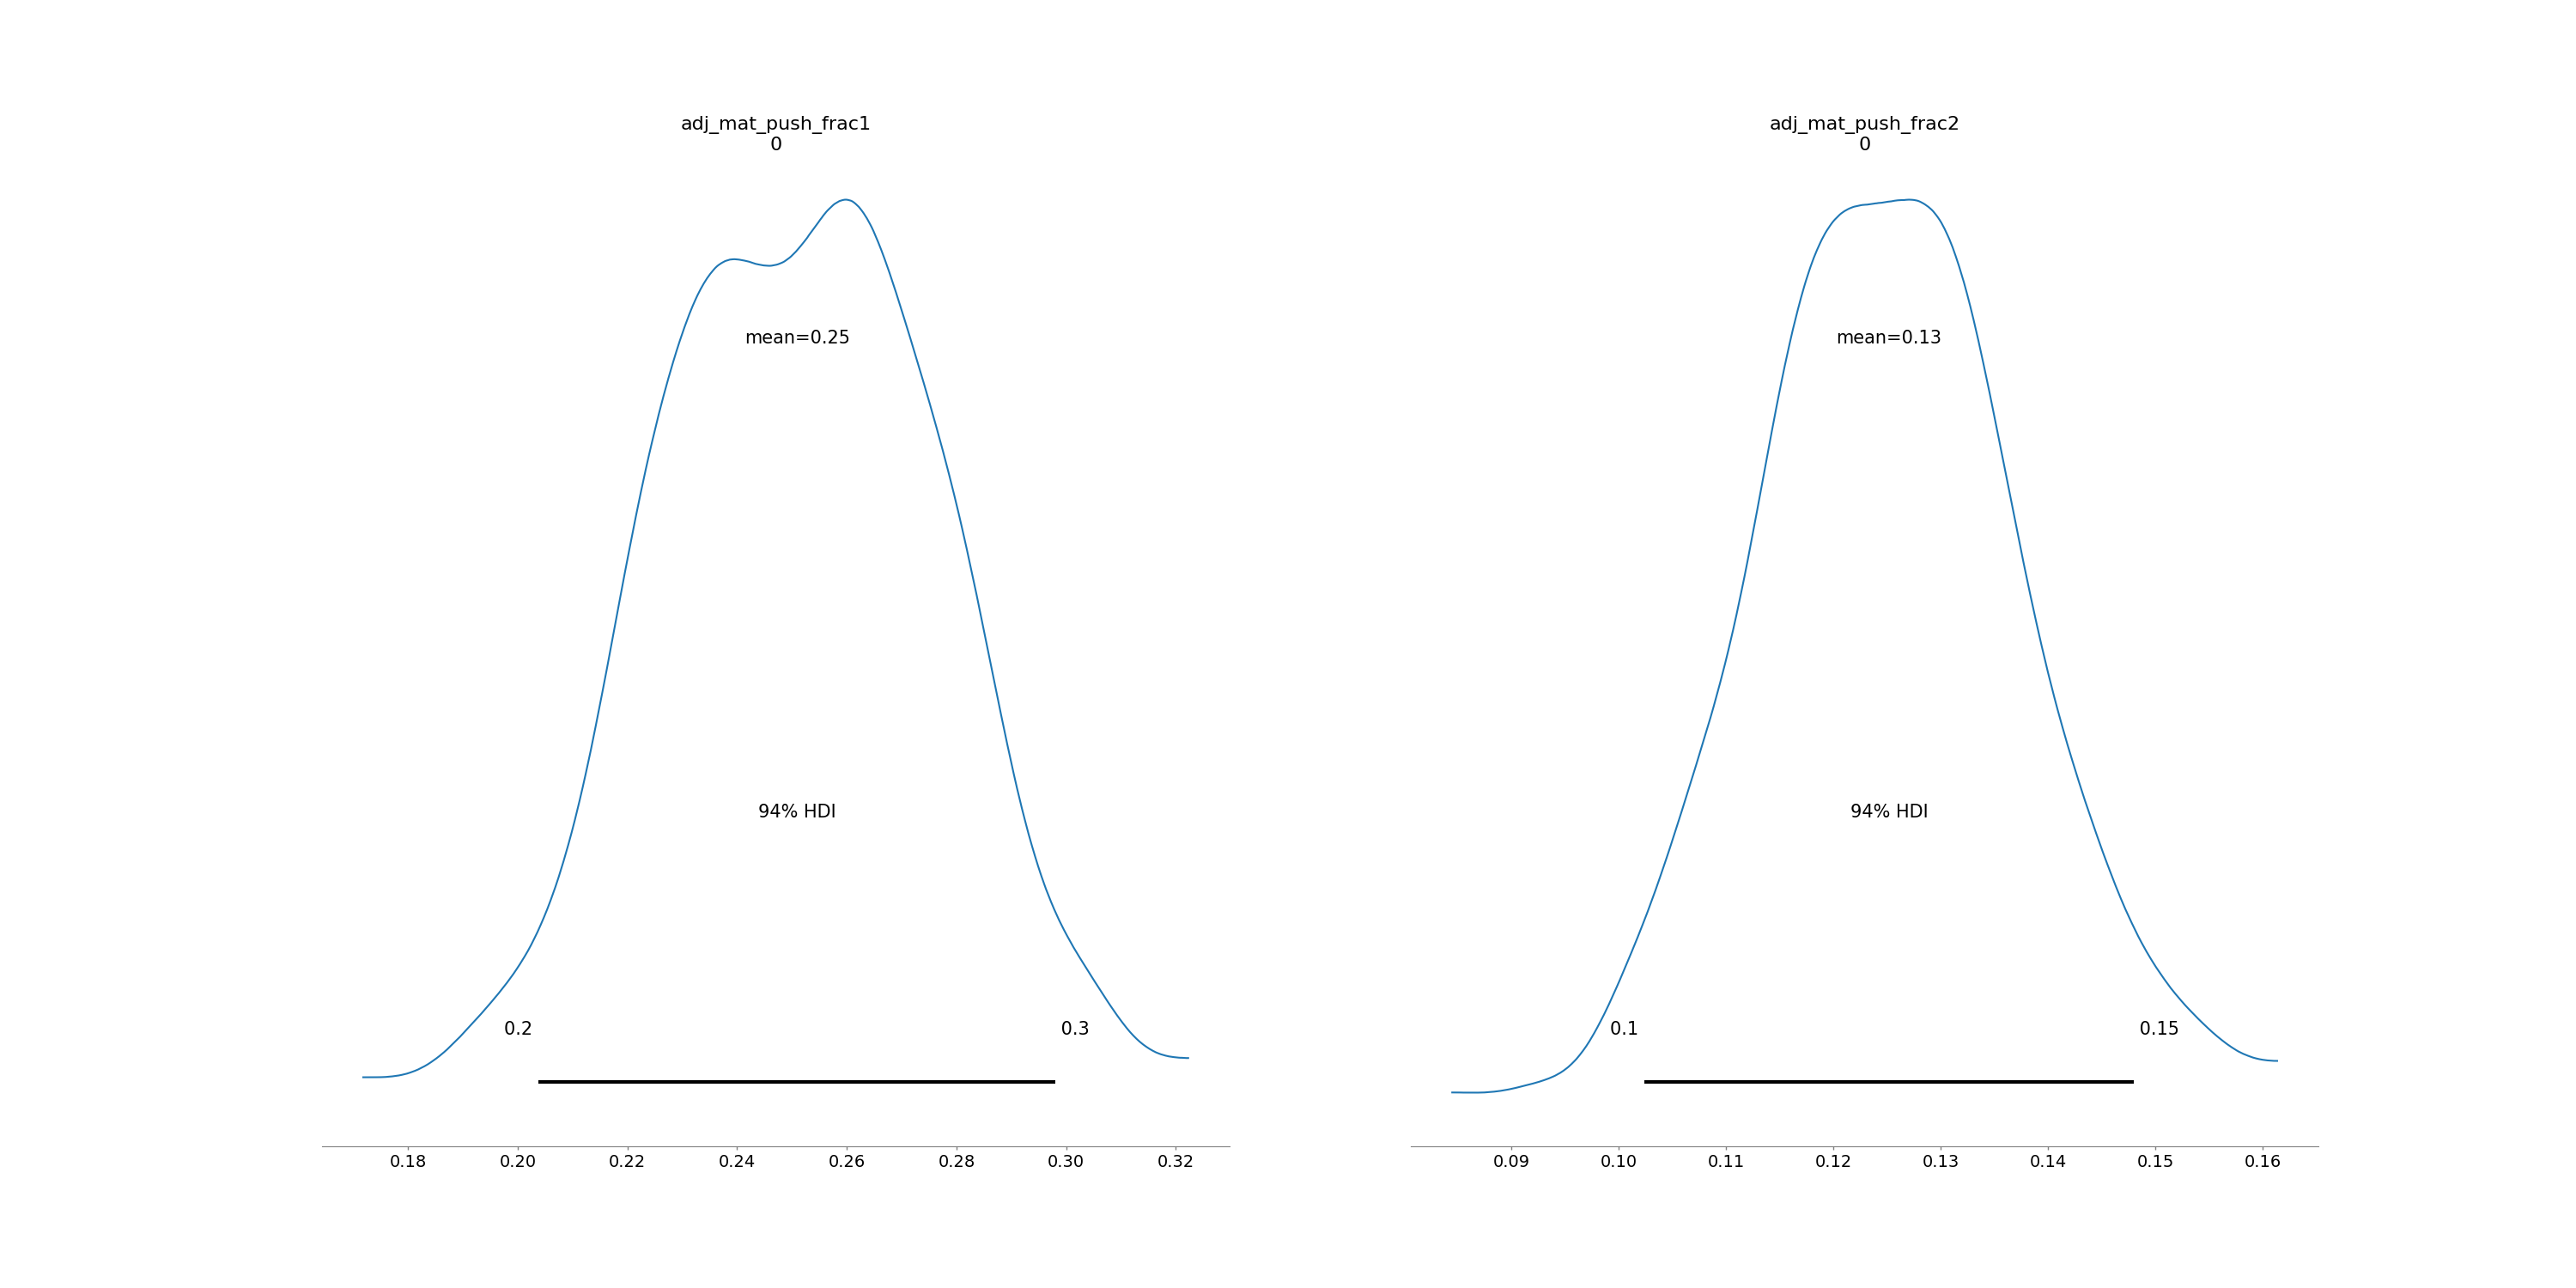 adj_mat_push_frac1
0
mean=0.25
94% HDI
0.2
0.3
0.18 0.20 0.22 0.24 0.26 0.28 0.30 0.32
adj_mat_push_frac2
0
mean=0.13
94% HDI
0.1
0.15
0.09 0.10 0.11 0.12 0.13 0.14 0.15 0.16